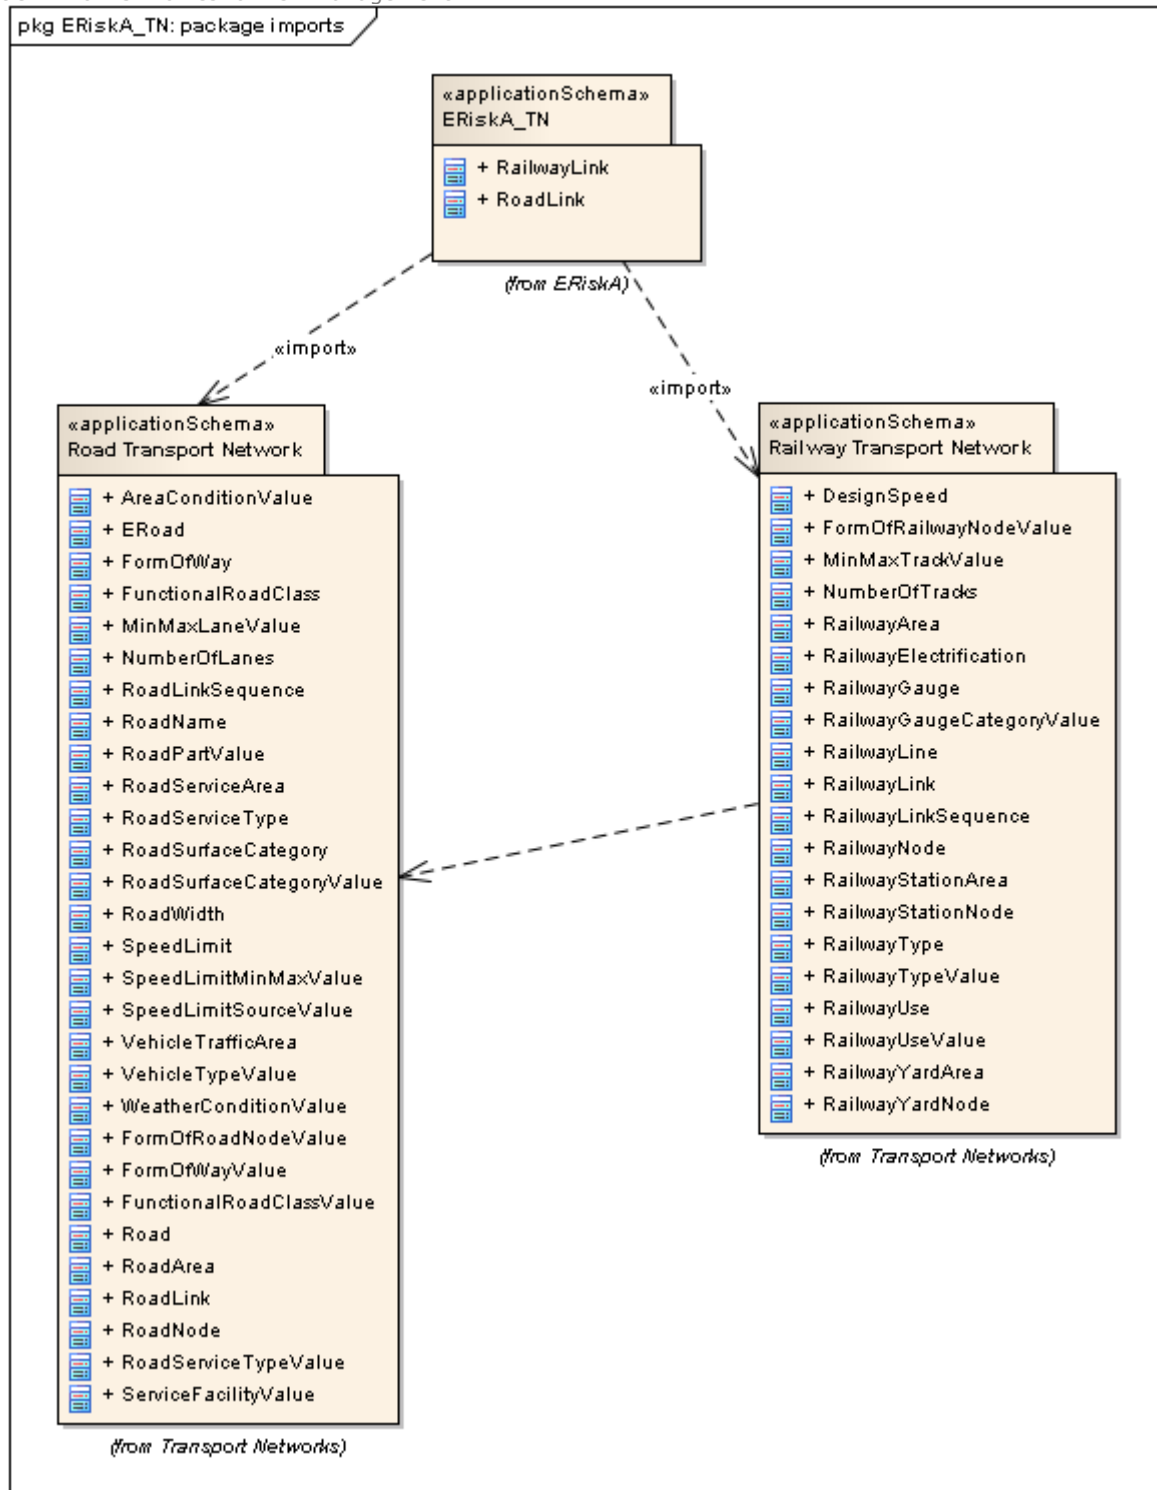 pkg ERiskA_TN: package imports
«applicationSchema»
ERiskA_TN
+ RailwayLink
+ RoadLink
(from ERiskA)
«import»
«import»
«applicationSchema»
Road Transport Network
+ AreaConditionValue
+ ERoad
+ FormOfWay
+ FunctionalRoadClass
+ MinMaxLaneValue
+ NumberOfLanes
+ RoadLinkSequence
+ RoadName
+ RoadPartValue
+ RoadServiceArea
+ RoadServiceType
+ RoadSurfaceCategory
+ RoadSurfaceCategoryValue
+ RoadWidth
+ SpeedLimit
+ SpeedLimitMinMaxValue
+ SpeedLimitSourceValue
+ VehicleTrafficArea
+ VehicleTypeValue
+ WeatherConditionValue
+ FormOfRoadNodeValue
+ FormOfWayValue
+ FunctionalRoadClassValue
+ Road
+ RoadArea
+ RoadLink
+ RoadNode
+ RoadServiceTypeValue
+ ServiceFacilityValue
(from Transport Networks)
«applicationSchema»
Railway Transport Network
+ DesignSpeed
+ FormOfRailwayNodeValue
+ MinMaxTrackValue
+ NumberOfTracks
+ RailwayArea
+ RailwayElectrification
+ RailwayGauge
+ RailwayGaugeCategoryValue
+ RailwayLine
+ RailwayLink
+ RailwayLinkSequence
+ RailwayNode
+ RailwayStationArea
+ RailwayStationNode
+ RailwayType
+ RailwayTypeValue
+ RailwayUse
+ RailwayUseValue
+ RailwayYardArea
+ RailwayYardNode
(from Transport Networks)